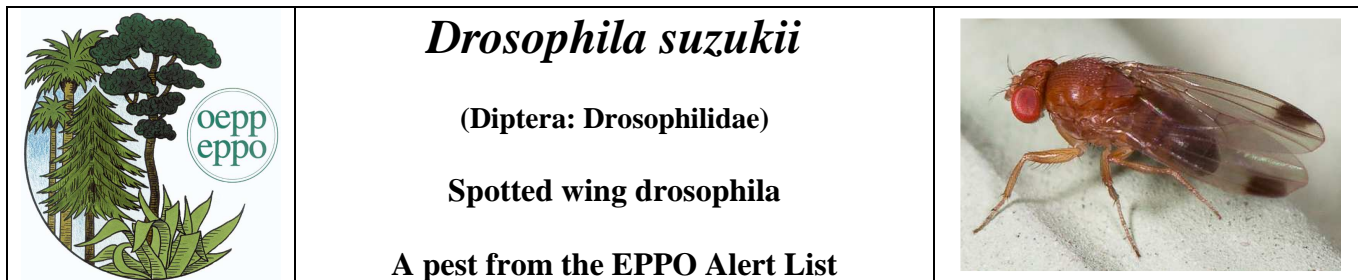 oepp
eppo
Drosophila suzukii
(Diptera: Drosophilidae)
Spotted wing drosophila
A pest from the EPPO Alert List